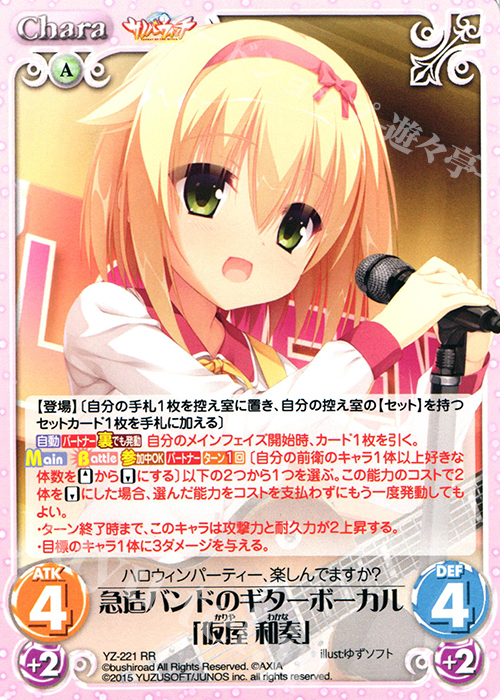 Chara
サノバウィッチ
A
遊々亭
【登場】〔自分の手札1枚を控え室に置き、自分の控え室の【セット】を持つ
セットカード1枚を手札に加える〕
自動 パートナー 裏でも発動 自分のメインフェイズ開始時、カード1枚を引く。
Main Battle 参加中OK パートナー ターン1回 〔自分の前衛のキャラ1体以上好きな
体数を[▲]から[▼]にする〕以下の2つから1つを選ぶ。この能力のコストで2
体を[▼]にした場合、選んだ能力をコストを支払わずにもう一度発動しても
よい。
・ターン終了時まで、このキャラは攻撃力と耐久力が2上昇する。
・目標のキャラ1体に3ダメージを与える。
ATK
4
+2
ハロウィンパーティー、楽しんでますか?
急造バンドのギターボーカル
かりや わかな
「仮屋 和奏」
DEF
4
+2
YZ-221 RR
illust:ゆずソフト
©bushiroad All Rights Reserved. ©AXIA
©2015 YUZUSOFT/JUNOS inc. all rights reserved.